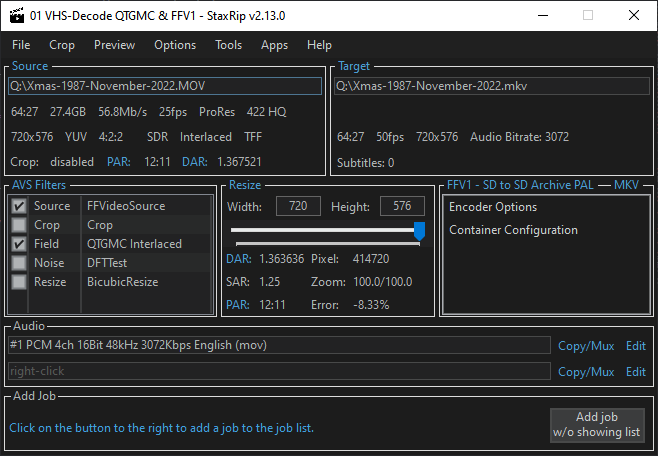 01 VHS-Decode QTGMC & FFV1 - StaxRip v2.13.0
File Crop Preview Options Tools Apps Help
Source
Q:\Xmas-1987-November-2022.MOV
64:27 27.4GB 56.8Mb/s 25fps ProRes 422 HQ
720x576 YUV 4:2:2 SDR Interlaced TFF
Crop: disabled PAR: 12:11 DAR: 1.367521
Target
Q:\Xmas-1987-November-2022.mkv
64:27 50fps 720x576 Audio Bitrate: 3072
Subtitles: 0
AVS Filters
Source FFVideoSource
Crop Crop
Field QTGMC Interlaced
Noise DFTTest
Resize BicubicResize
Resize
Width: 720 Height: 576
DAR: 1.363636 Pixel: 414720
SAR: 1.25 Zoom: 100.0/100.0
PAR: 12:11 Error: -8.33%
FFV1 - SD to SD Archive PAL MKV
Encoder Options
Container Configuration
Audio
#1 PCM 4ch 16Bit 48kHz 3072Kbps English (mov) Copy/Mux Edit
right-click Copy/Mux Edit
Add Job
Click on the button to the right to add a job to the job list.
Add job
w/o showing list